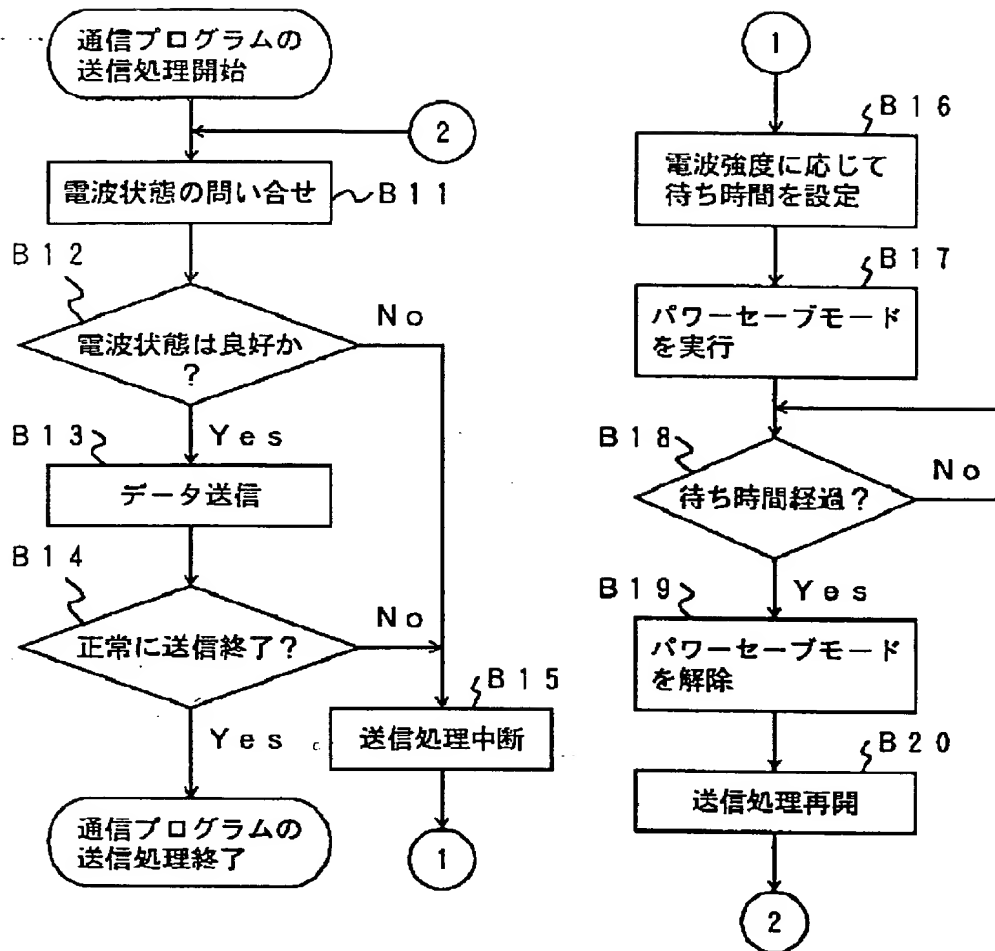 通信プログラムの
送信処理開始
2
電波状態の問い合せ
B11
B12
電波状態は良好か
?
No
Yes
B13
データ送信
B14
正常に送信終了?
No
Yes
B15
送信処理中断
1
通信プログラムの
送信処理終了
1
B16
電波強度に応じて
待ち時間を設定
B17
パワーセーブモード
を実行
B18
待ち時間経過?
No
Yes
B19
パワーセーブモード
を解除
B20
送信処理再開
2